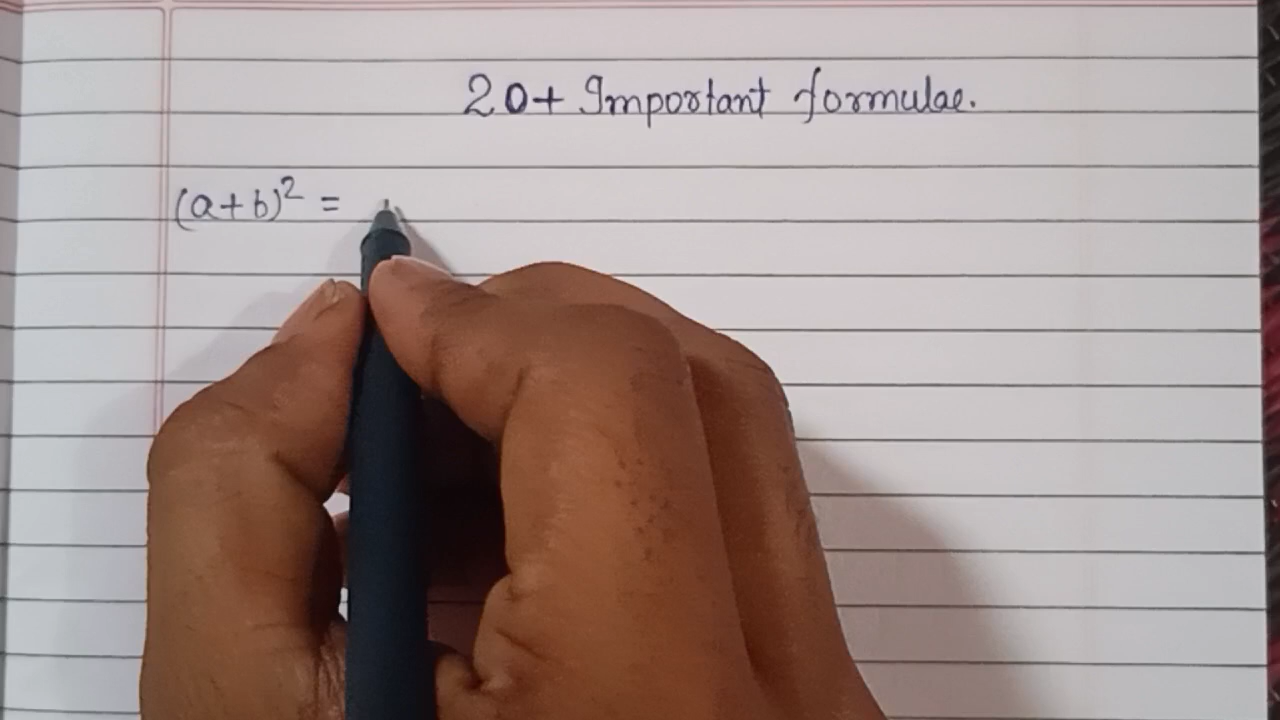 20+ Important formulae.
(a+b)² =